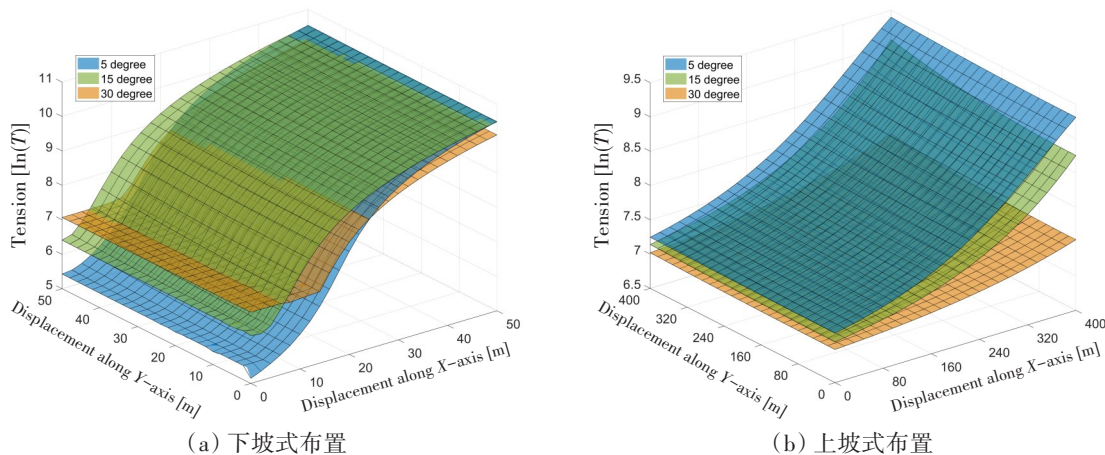 5 degree
15 degree
30 degree
11
10
9
8
7
6
5
Tension [ln(T)]
50
40
30
20
10
0
Displacement along Y-axis [m]
0
10
20
30
40
50
Displacement along X-axis [m]
(a) 下坡式布置
5 degree
15 degree
30 degree
9.5
9
8.5
8
7.5
7
6.5
Tension [ln(T)]
400
320
240
160
80
0
Displacement along Y-axis [m]
0
80
160
240
320
400
Displacement along X-axis [m]
(b) 上坡式布置